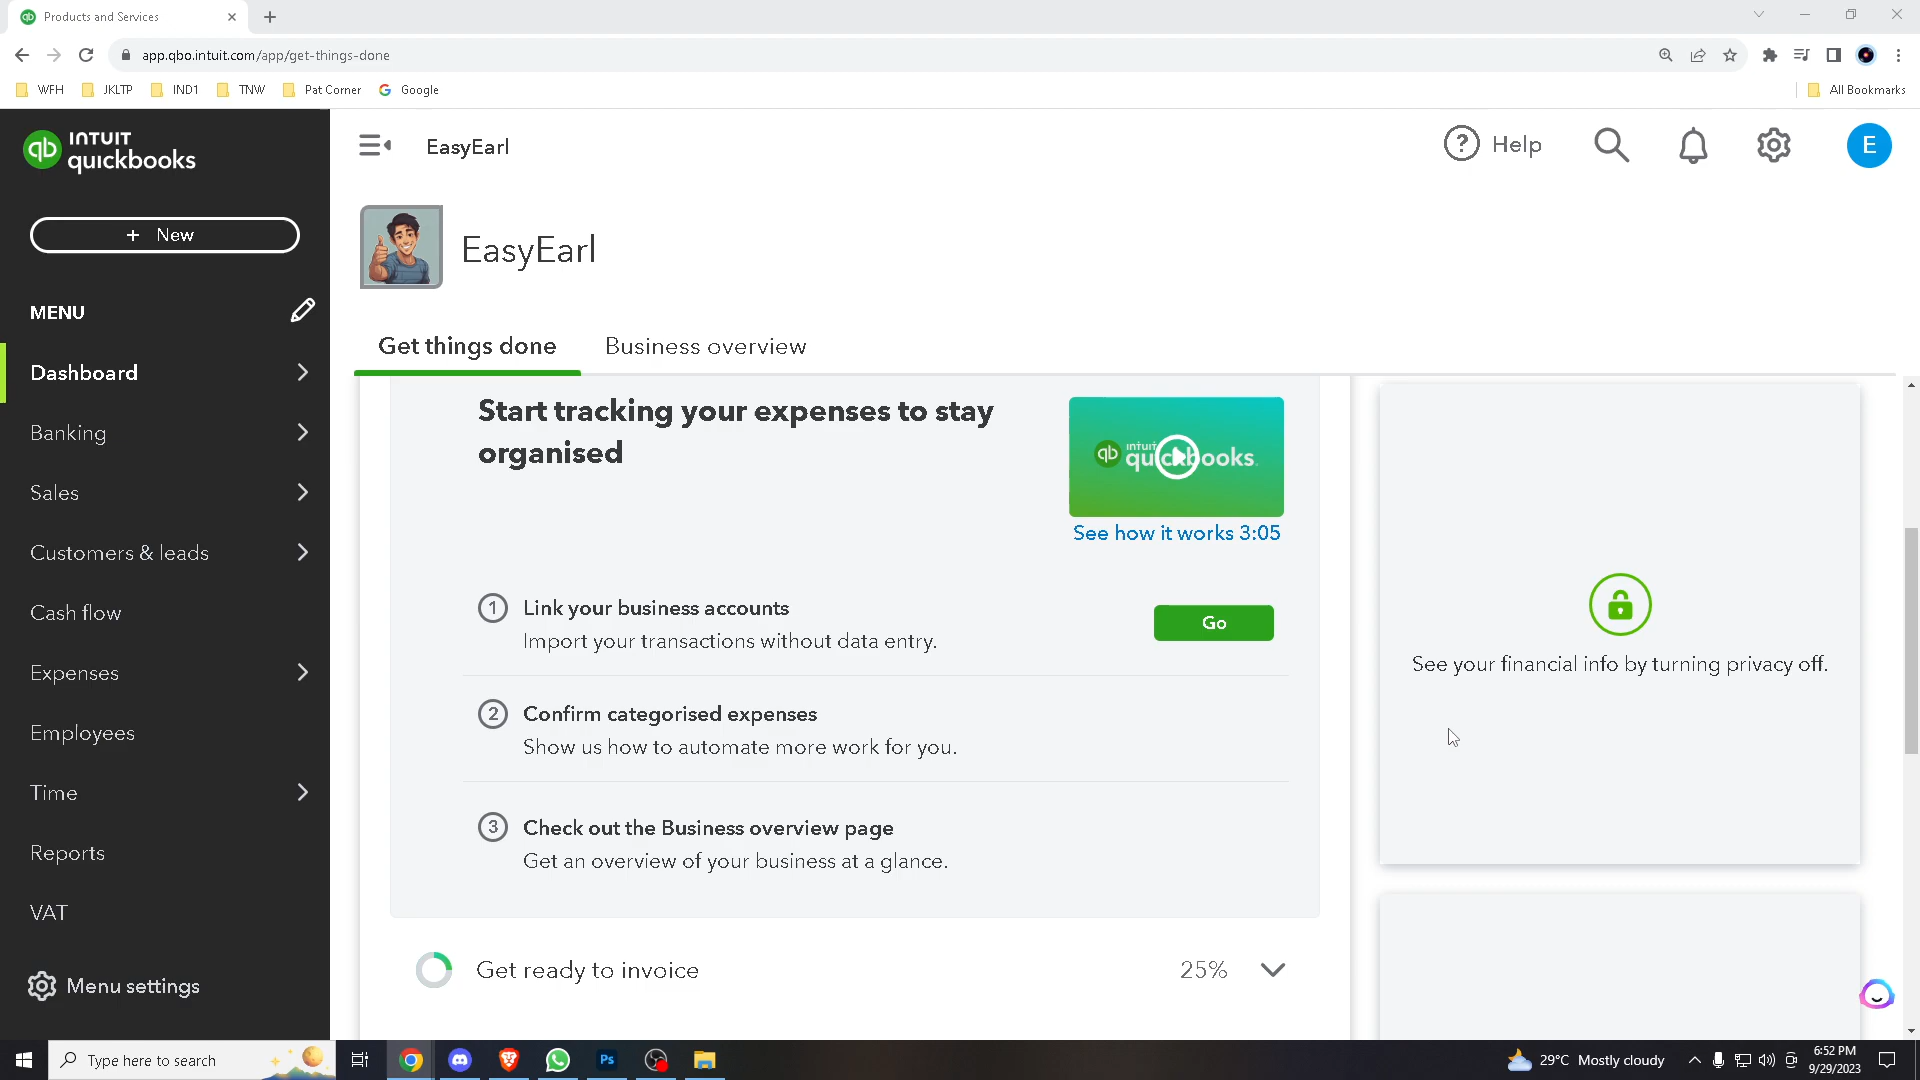 Products and Services
app.qbo.intuit.com/app/get-things-done
WFH
JKLTP
IND1
TNW
Pat Corner
Google
All Bookmarks
qb INTUIT
quickbooks
+ New
MENU
Dashboard
Banking
Sales
Customers & leads
Cash flow
Expenses
Employees
Time
Reports
VAT
Menu settings
EasyEarl
Help
E
EasyEarl
Get things done
Business overview
Start tracking your expenses to stay
organised
qb intuit
quickbooks.
See how it works 3:05
1 Link your business accounts
Import your transactions without data entry.
Go
2 Confirm categorised expenses
Show us how to automate more work for you.
3 Check out the Business overview page
Get an overview of your business at a glance.
Get ready to invoice
25%
See your financial info by turning privacy off.
Type here to search
Ps
29°C Mostly cloudy
6:52 PM
9/29/2023